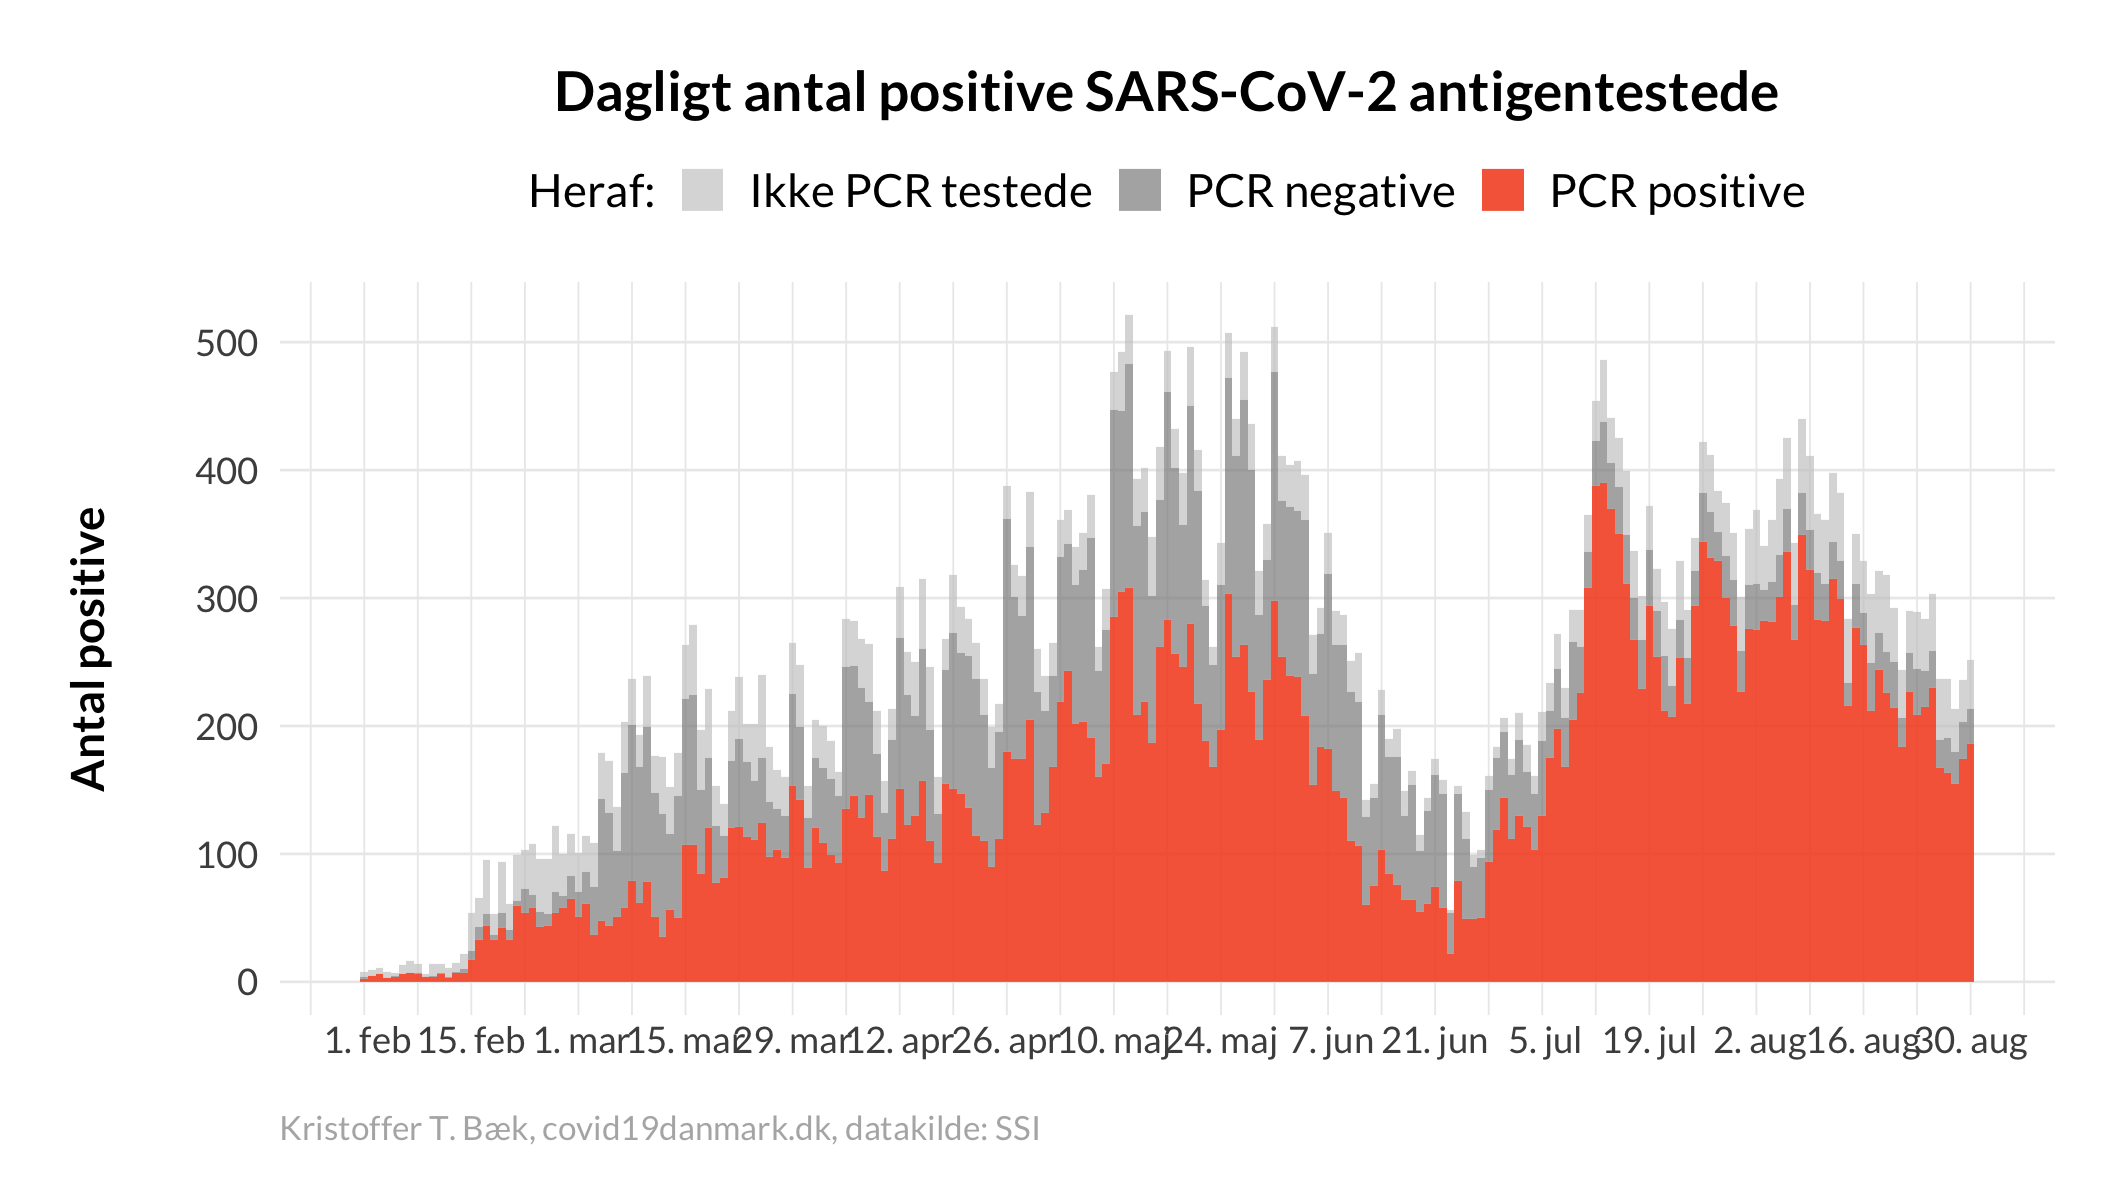 Dagligt antal positive SARS-CoV-2 antigentestede
Heraf: Ikke PCR testede PCR negative PCR positive
Antal positive
500
400
300
200
100
0
1. feb 15. feb 1. mar 15. mar 29. mar 12. apr 26. apr 10. maj 24. maj 7. jun 21. jun 5. jul 19. jul 2. aug 16. aug 30. aug
Kristoffer T. Bæk, covid19danmark.dk, datakilde: SSI